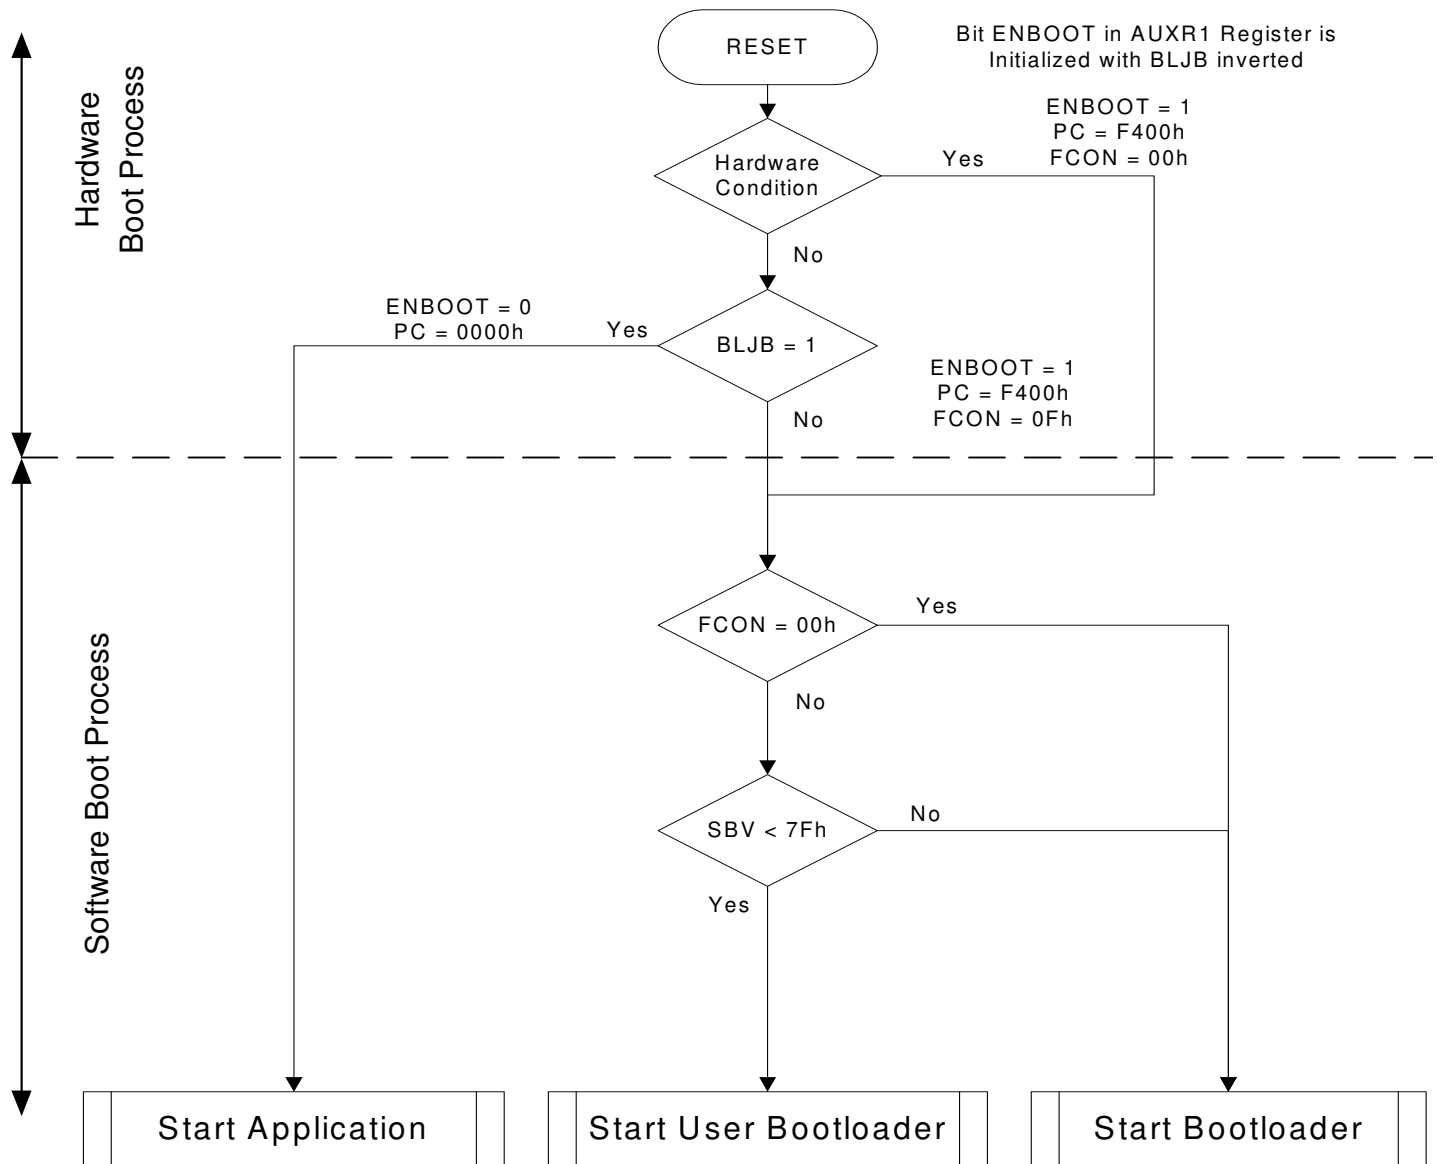 RESET
Bit ENBOOT in AUXR1 Register is
Initialized with BLJB inverted
Hardware
Boot Process
ENBOOT = 1
PC = F400h
FCON = 00h
Hardware
Condition
Yes
No
ENBOOT = 0
PC = 0000h
Yes
BLJB = 1
ENBOOT = 1
PC = F400h
FCON = 0Fh
No
Software Boot Process
FCON = 00h
Yes
No
SBV < 7Fh
No
Yes
Start Application
Start User Bootloader
Start Bootloader